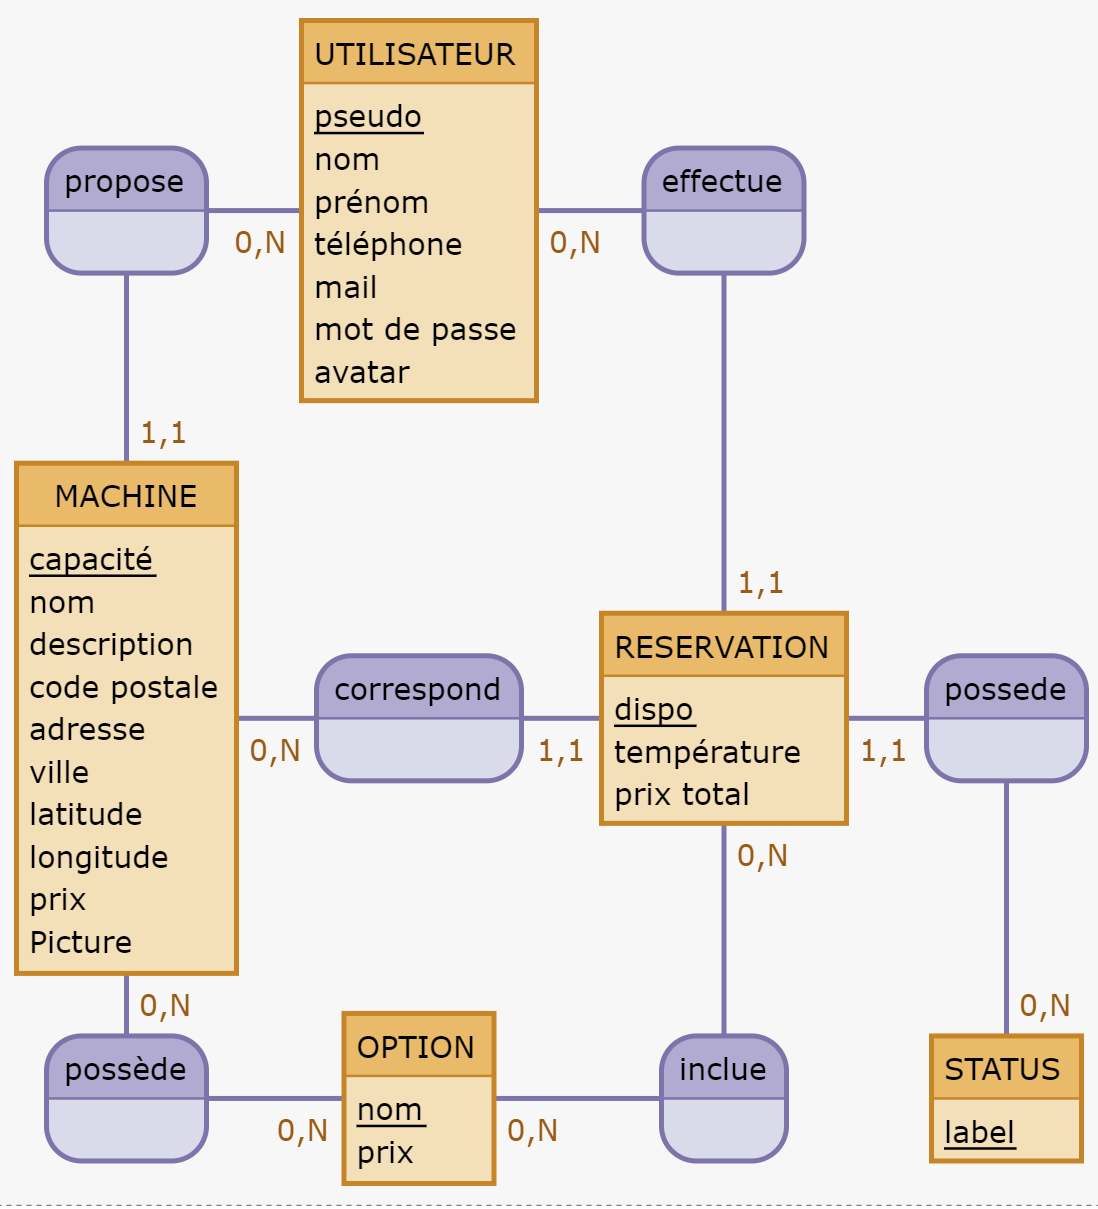 UTILISATEUR
pseudo
nom
prénom
téléphone
mail
mot de passe
avatar
propose
effectue
0,N
0,N
1,1
1,1
MACHINE
capacité
nom
description
code postale
adresse
ville
latitude
longitude
prix
Picture
correspond
0,N
1,1
RESERVATION
dispo
température
prix total
possede
1,1
0,N
0,N
0,N
possède
OPTION
nom
prix
inclue
0,N
0,N
STATUS
label